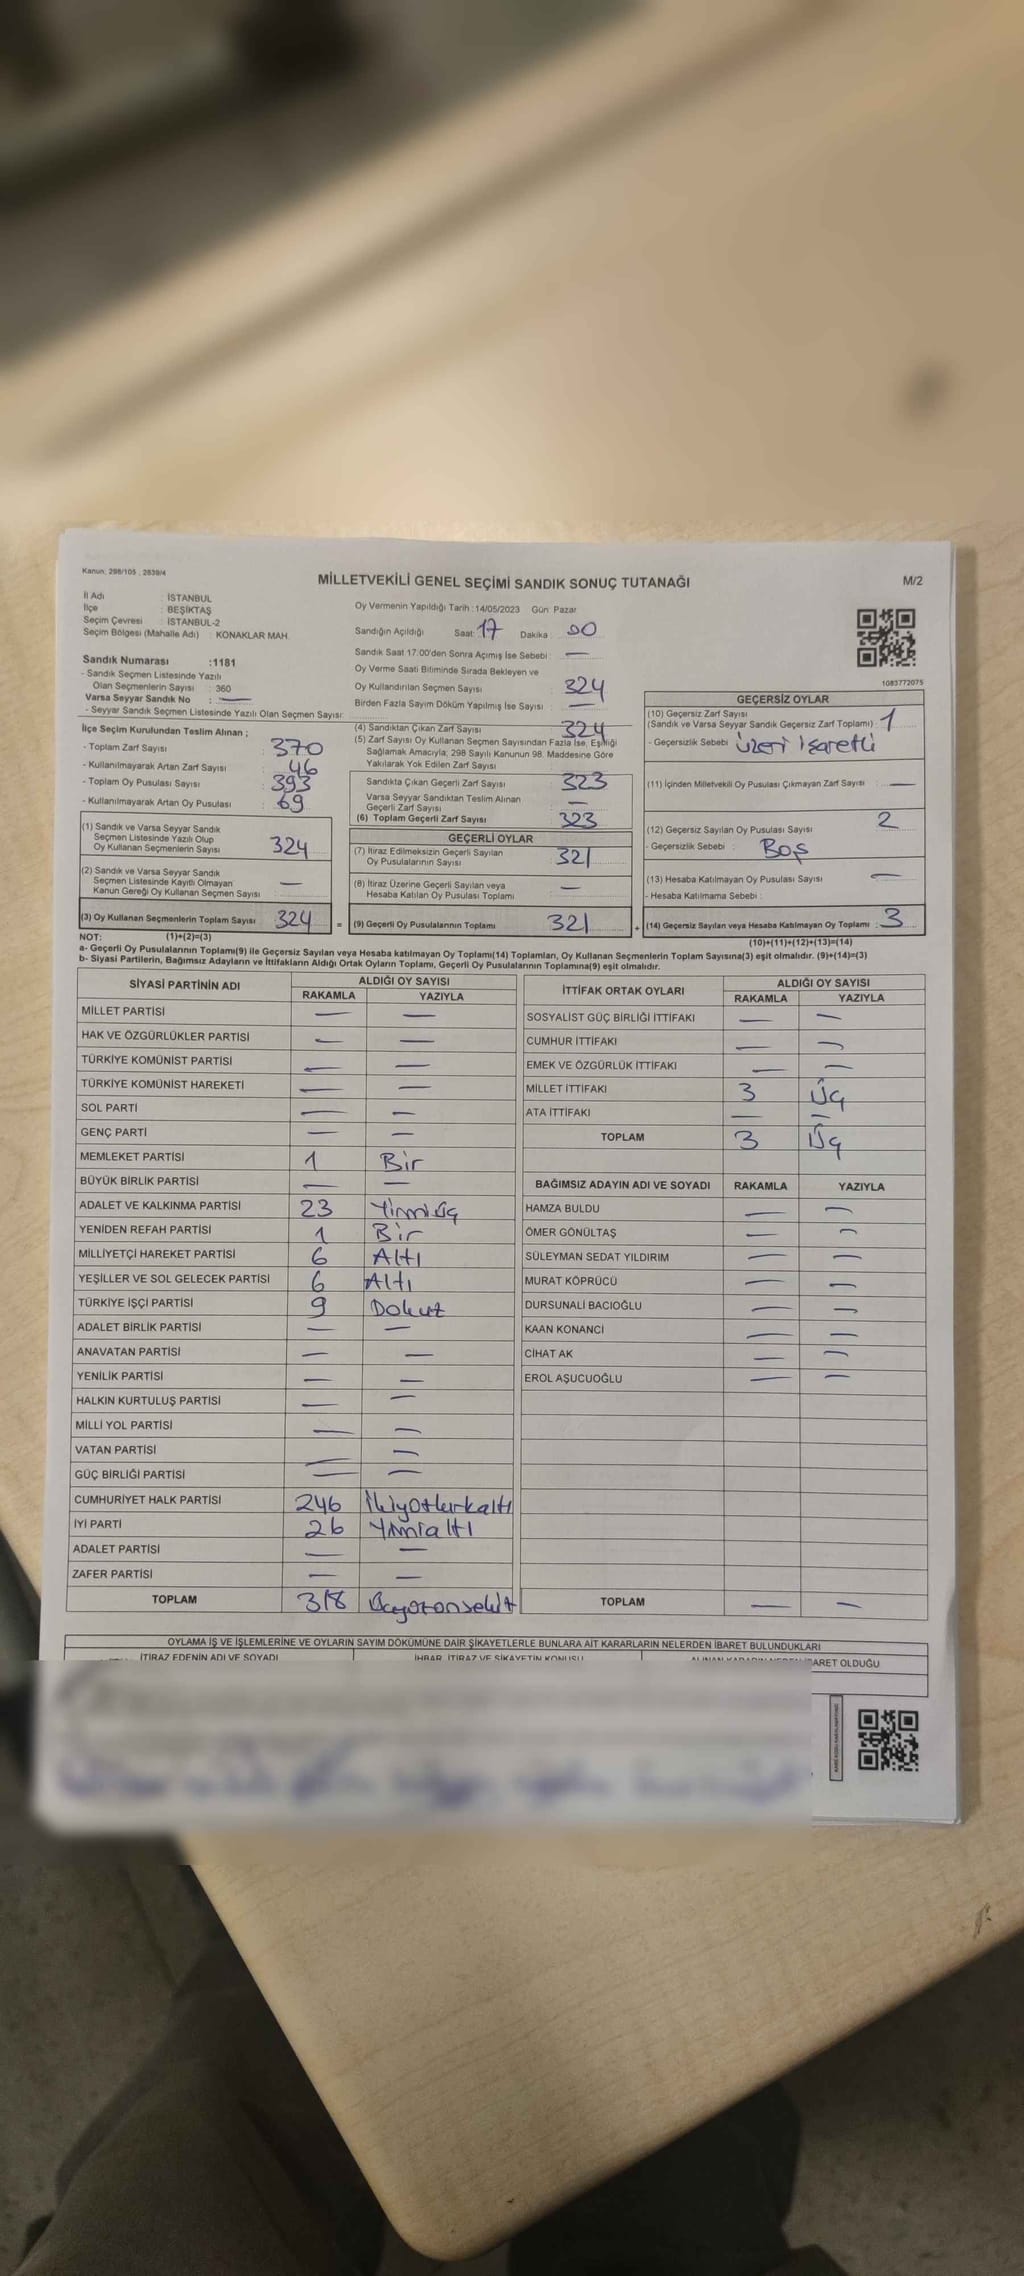 Kanun, 298/105 , 2839/4
MİLLETVEKİLİ GENEL SEÇİMİ SANDIK SONUÇ TUTANAĞI
M/2
İl Adı : İSTANBUL
İlçe : BEŞİKTAŞ
Seçim Çevresi : İSTANBUL-2
Seçim Bölgesi (Mahalle Adı) : KONAKLAR MAH.
Sandık Numarası :1181
- Sandık Seçmen Listesinde Yazılı
Olan Seçmenlerin Sayısı : 360
Varsa Seyyar Sandık No : —
- Seyyar Sandık Seçmen Listesinde Yazılı Olan Seçmen Sayısı:
İlçe Seçim Kurulundan Teslim Alınan ;
- Toplam Zarf Sayısı : 370
- Kullanılmayarak Artan Zarf Sayısı : 46
- Toplam Oy Pusulası Sayısı : 393
- Kullanılmayarak Artan Oy Pusulası : 69
(1) Sandık ve Varsa Seyyar Sandık
Seçmen Listesinde Yazılı Olup
Oy Kullanan Seçmenlerin Sayısı : 324
(2) Sandık ve Varsa Seyyar Sandık
Seçmen Listesinde Kayıtlı Olmayan
Kanun Gereği Oy Kullanan Seçmen Sayısı : —
(3) Oy Kullanan Seçmenlerin Toplam Sayısı : 324
Oy Vermenin Yapıldığı Tarih : 14/05/2023 Gün: Pazar
Sandığın Açıldığı Saat: 17 Dakika : 00
Sandık Saat 17:00'den Sonra Açımış İse Sebebi : —
Oy Verme Saati Bitiminde Sırada Bekleyen ve
Oy Kullandırılan Seçmen Sayısı : 324
Birden Fazla Sayım Döküm Yapılmış İse Sayısı : —
(4) Sandıktan Çıkan Zarf Sayısı : 324
(5) Zarf Sayısı Oy Kullanan Seçmen Sayısından Fazla İse, Eşitliği
Sağlamak Amacıyla; 298 Sayılı Kanunun 98. Maddesine Göre
Yakılarak Yok Edilen Zarf Sayısı :
Sandıkta Çıkan Geçerli Zarf Sayısı : 323
Varsa Seyyar Sandıktan Teslim Alınan
Geçerli Zarf Sayısı : —
(6) Toplam Geçerli Zarf Sayısı : 323
GEÇERLİ OYLAR
(7) İtiraz Edilmeksizin Geçerli Sayılan
Oy Pusulalarının Sayısı : 321
(8) İtiraz Üzerine Geçerli Sayılan veya
Hesaba Katılan Oy Pusulası Toplamı : —
= (9) Geçerli Oy Pusulalarının Toplamı 321
1083772075
GEÇERSİZ OYLAR
(10) Geçersiz Zarf Sayısı
(Sandık ve Varsa Seyyar Sandık Geçersiz Zarf Toplamı) : 1
- Geçersizlik Sebebi : Üzeri İşaretli
(11) İçinden Milletvekili Oy Pusulası Çıkmayan Zarf Sayısı : —
(12) Geçersiz Sayılan Oy Pusulası Sayısı : 2
- Geçersizlik Sebebi : Boş
(13) Hesaba Katılmayan Oy Pusulası Sayısı : —
- Hesaba Katılmama Sebebi :
+ (14) Geçersiz Sayılan veya Hesaba Katılmayan Oy Toplamı : 3
NOT: (1)+(2)=(3)
(10)+(11)+(12)+(13)=(14)
a- Geçerli Oy Pusulalarının Toplamı(9) ile Geçersiz Sayılan veya Hesaba katılmayan Oy Toplamı(14) Toplamları, Oy Kullanan Seçmenlerin Toplam Sayısına(3) eşit olmalıdır. (9)+(14)=(3)
b- Siyasi Partilerin, Bağımsız Adayların ve İttifakların Aldığı Ortak Oyların Toplamı, Geçerli Oy Pusulalarının Toplamına(9) eşit olmalıdır.
SİYASİ PARTİNİN ADI ALDIĞI OY SAYISI
RAKAMLA YAZIYLA
MİLLET PARTİSİ — —
HAK VE ÖZGÜRLÜKLER PARTİSİ — —
TÜRKİYE KOMÜNİST PARTİSİ — —
TÜRKİYE KOMÜNİST HAREKETİ — —
SOL PARTİ — —
GENÇ PARTİ — —
MEMLEKET PARTİSİ 1 Bir
BÜYÜK BİRLİK PARTİSİ — —
ADALET VE KALKINMA PARTİSİ 23 Yirmiüç
YENİDEN REFAH PARTİSİ 1 Bir
MİLLİYETÇİ HAREKET PARTİSİ 6 Altı
YEŞİLLER VE SOL GELECEK PARTİSİ 6 Altı
TÜRKİYE İŞÇİ PARTİSİ 9 Dokuz
ADALET BİRLİK PARTİSİ — —
ANAVATAN PARTİSİ — —
YENİLİK PARTİSİ — —
HALKIN KURTULUŞ PARTİSİ — —
MİLLİ YOL PARTİSİ — —
VATAN PARTİSİ — —
GÜÇ BİRLİĞİ PARTİSİ — —
CUMHURİYET HALK PARTİSİ 246 İkiyüzkırkaltı
İYİ PARTİ 26 Yirmialtı
ADALET PARTİSİ — —
ZAFER PARTİSİ — —
TOPLAM 318 Üçyüzonsekiz
İTTİFAK ORTAK OYLARI ALDIĞI OY SAYISI
RAKAMLA YAZIYLA
SOSYALİST GÜÇ BİRLİĞİ İTTİFAKI — —
CUMHUR İTTİFAKI — —
EMEK VE ÖZGÜRLÜK İTTİFAKI — —
MİLLET İTTİFAKI 3 Üç
ATA İTTİFAKI — —
TOPLAM 3 Üç
BAĞIMSIZ ADAYIN ADI VE SOYADI RAKAMLA YAZIYLA
HAMZA BULDU — —
ÖMER GÖNÜLTAŞ — —
SÜLEYMAN SEDAT YILDIRIM — —
MURAT KÖPRÜCÜ — —
DURSUNALİ BACIOĞLU — —
KAAN KONANCİ — —
CİHAT AK — —
EROL AŞUCUOĞLU — —
TOPLAM — —
OYLAMA İŞ VE İŞLEMLERİNE VE OYLARIN SAYIM DÖKÜMÜNE DAİR ŞİKAYETLERLE BUNLARA AİT KARARLARIN NELERDEN İBARET BULUNDUKLARI
İTİRAZ EDENİN ADI VE SOYADI İHBAR, İTİRAZ VE ŞİKAYETİN KONUSU ALINAN KARARIN NEDEN İBARET OLDUĞU